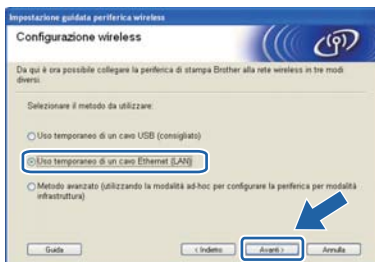 Impostazione guidata periferica wireless
Configurazione wireless
Da qui è ora possibile collegare la periferica di stampa Brother alla rete wireless in tre modi
diversi.
Selezionare il metodo da utilizzare:
Uso temporaneo di un cavo USB (consigliato)
Uso temporaneo di un cavo Ethernet (LAN)
Metodo avanzato (utilizzando la modalità ad-hoc per configurare la periferica per modalità
infrastruttura)
Guida
< Indietro
Avanti >
Annulla